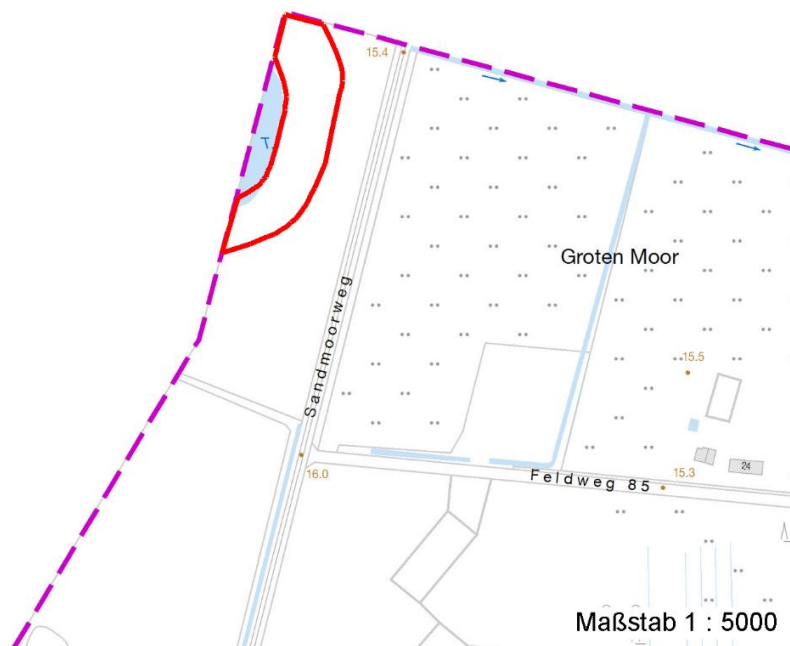 15.4
Groten Moor
Sandmoorweg
15.5
24
16.0
Feldweg 85
15.3
Maßstab 1 : 5000